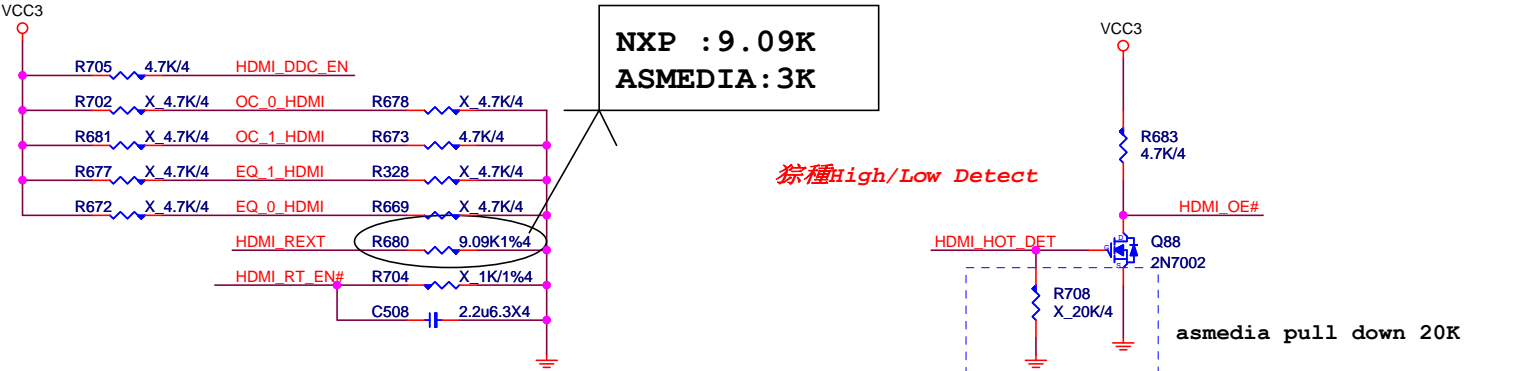 VCC3
R705 4.7K/4 HDMI_DDC_EN
R702 X_4.7K/4 OC_0_HDMI R678 X_4.7K/4
R681 X_4.7K/4 OC_1_HDMI R673 4.7K/4
R677 X_4.7K/4 EQ_1_HDMI R328 X_4.7K/4
R672 X_4.7K/4 EQ_0_HDMI R669 X_4.7K/4
HDMI_REXT R680 9.09K1%4
HDMI_RT_EN# R704 X_1K/1%4
C508 2.2u6.3X4
NXP :9.09K
ASMEDIA:3K
High/Low Detect
VCC3
R683
4.7K/4
HDMI_OE#
HDMI_HOT_DET
Q88
2N7002
R708
X_20K/4
asmedia pull down 20K